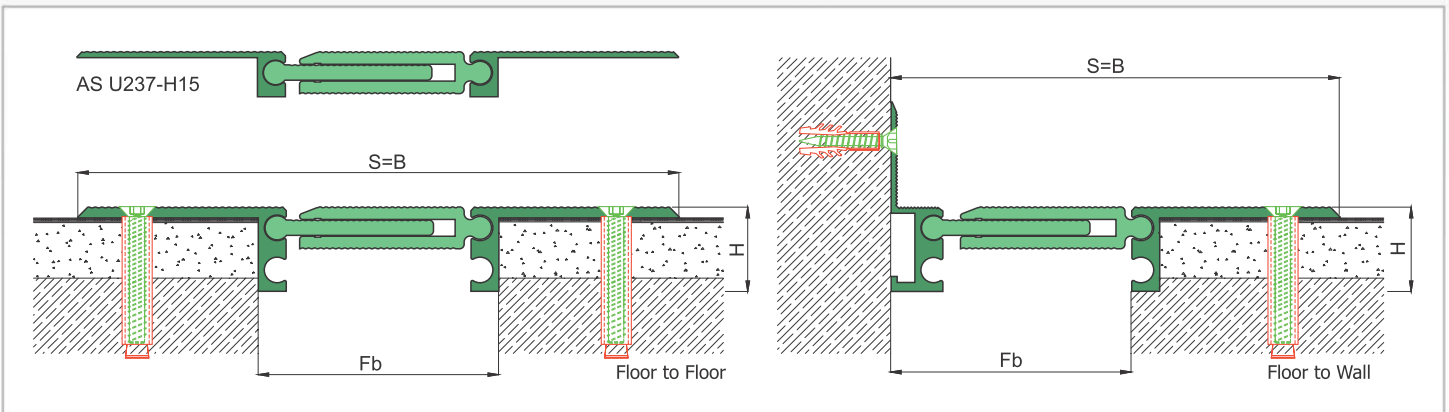 AS U237-H15
S=B
H
Fb
Floor to Floor
S=B
H
Fb
Floor to Wall